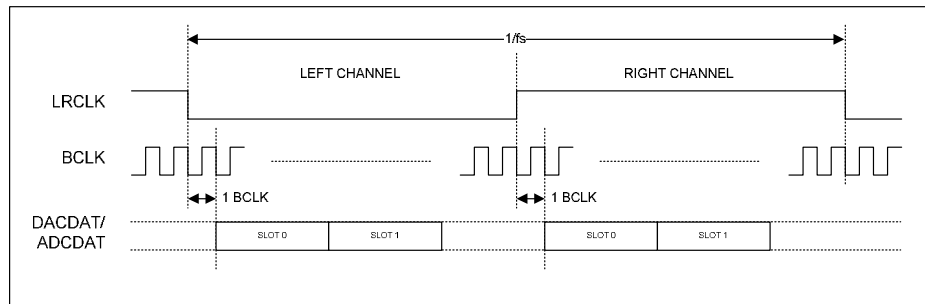 1/fs
LEFT CHANNEL
RIGHT CHANNEL
LRCLK
BCLK
1 BCLK
1 BCLK
DACDAT/
ADCDAT
SLOT 0
SLOT 1
SLOT 0
SLOT 1